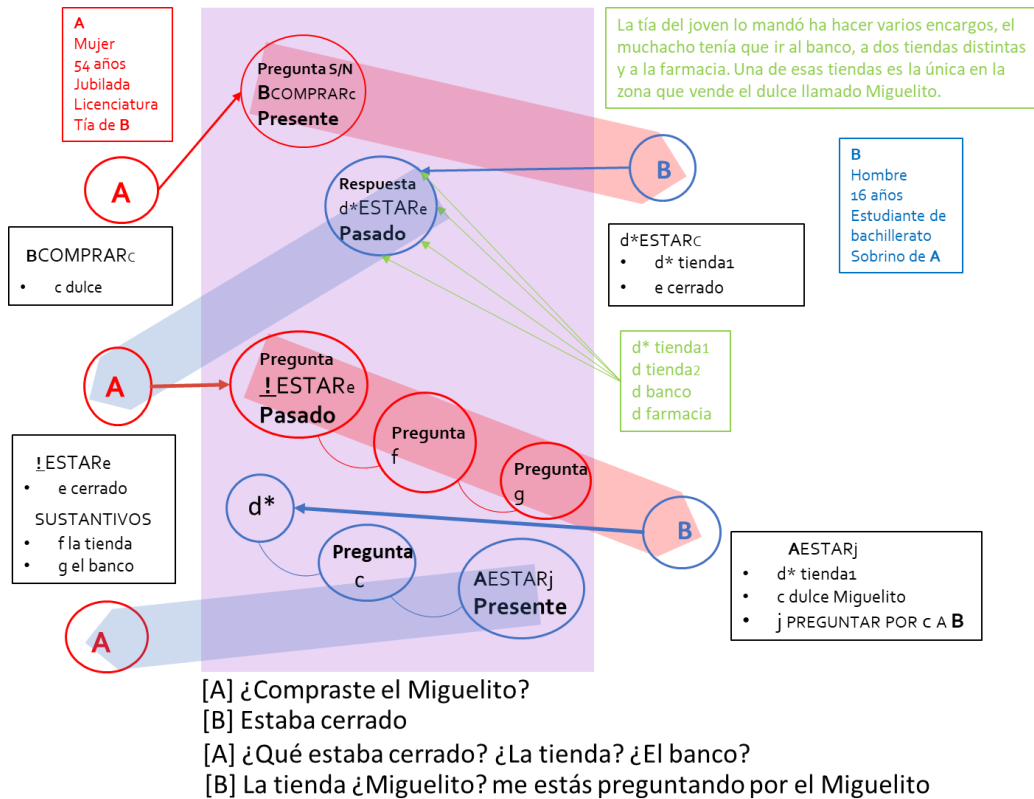 A
Mujer
54 años
Jubilada
Licenciatura
Tía de B
La tía del joven lo mandó ha hacer varios encargos, el
muchacho tenía que ir al banco, a dos tiendas distintas
y a la farmacia. Una de esas tiendas es la única en la
zona que vende el dulce llamado Miguelito.
Pregunta S/N
BCOMPRARc
Presente
A
B
B
Hombre
16 años
Estudiante de
bachillerato
Sobrino de A
Respuesta
d*ESTARe
Pasado
BCOMPRARc
• c dulce
d*ESTARc
• d* tienda1
• e cerrado
d* tienda1
d tienda2
d banco
d farmacia
A
Pregunta
!ESTARe
Pasado
Pregunta
f
Pregunta
g
!ESTARe
• e cerrado
SUSTANTIVOS
• f la tienda
• g el banco
d*
B
Pregunta
c
AESTARj
Presente
AESTARj
• d* tienda1
• c dulce Miguelito
• j PREGUNTAR POR c A B
A
[A] ¿Compraste el Miguelito?
[B] Estaba cerrado
[A] ¿Qué estaba cerrado? ¿La tienda? ¿El banco?
[B] La tienda ¿Miguelito? me estás preguntando por el Miguelito